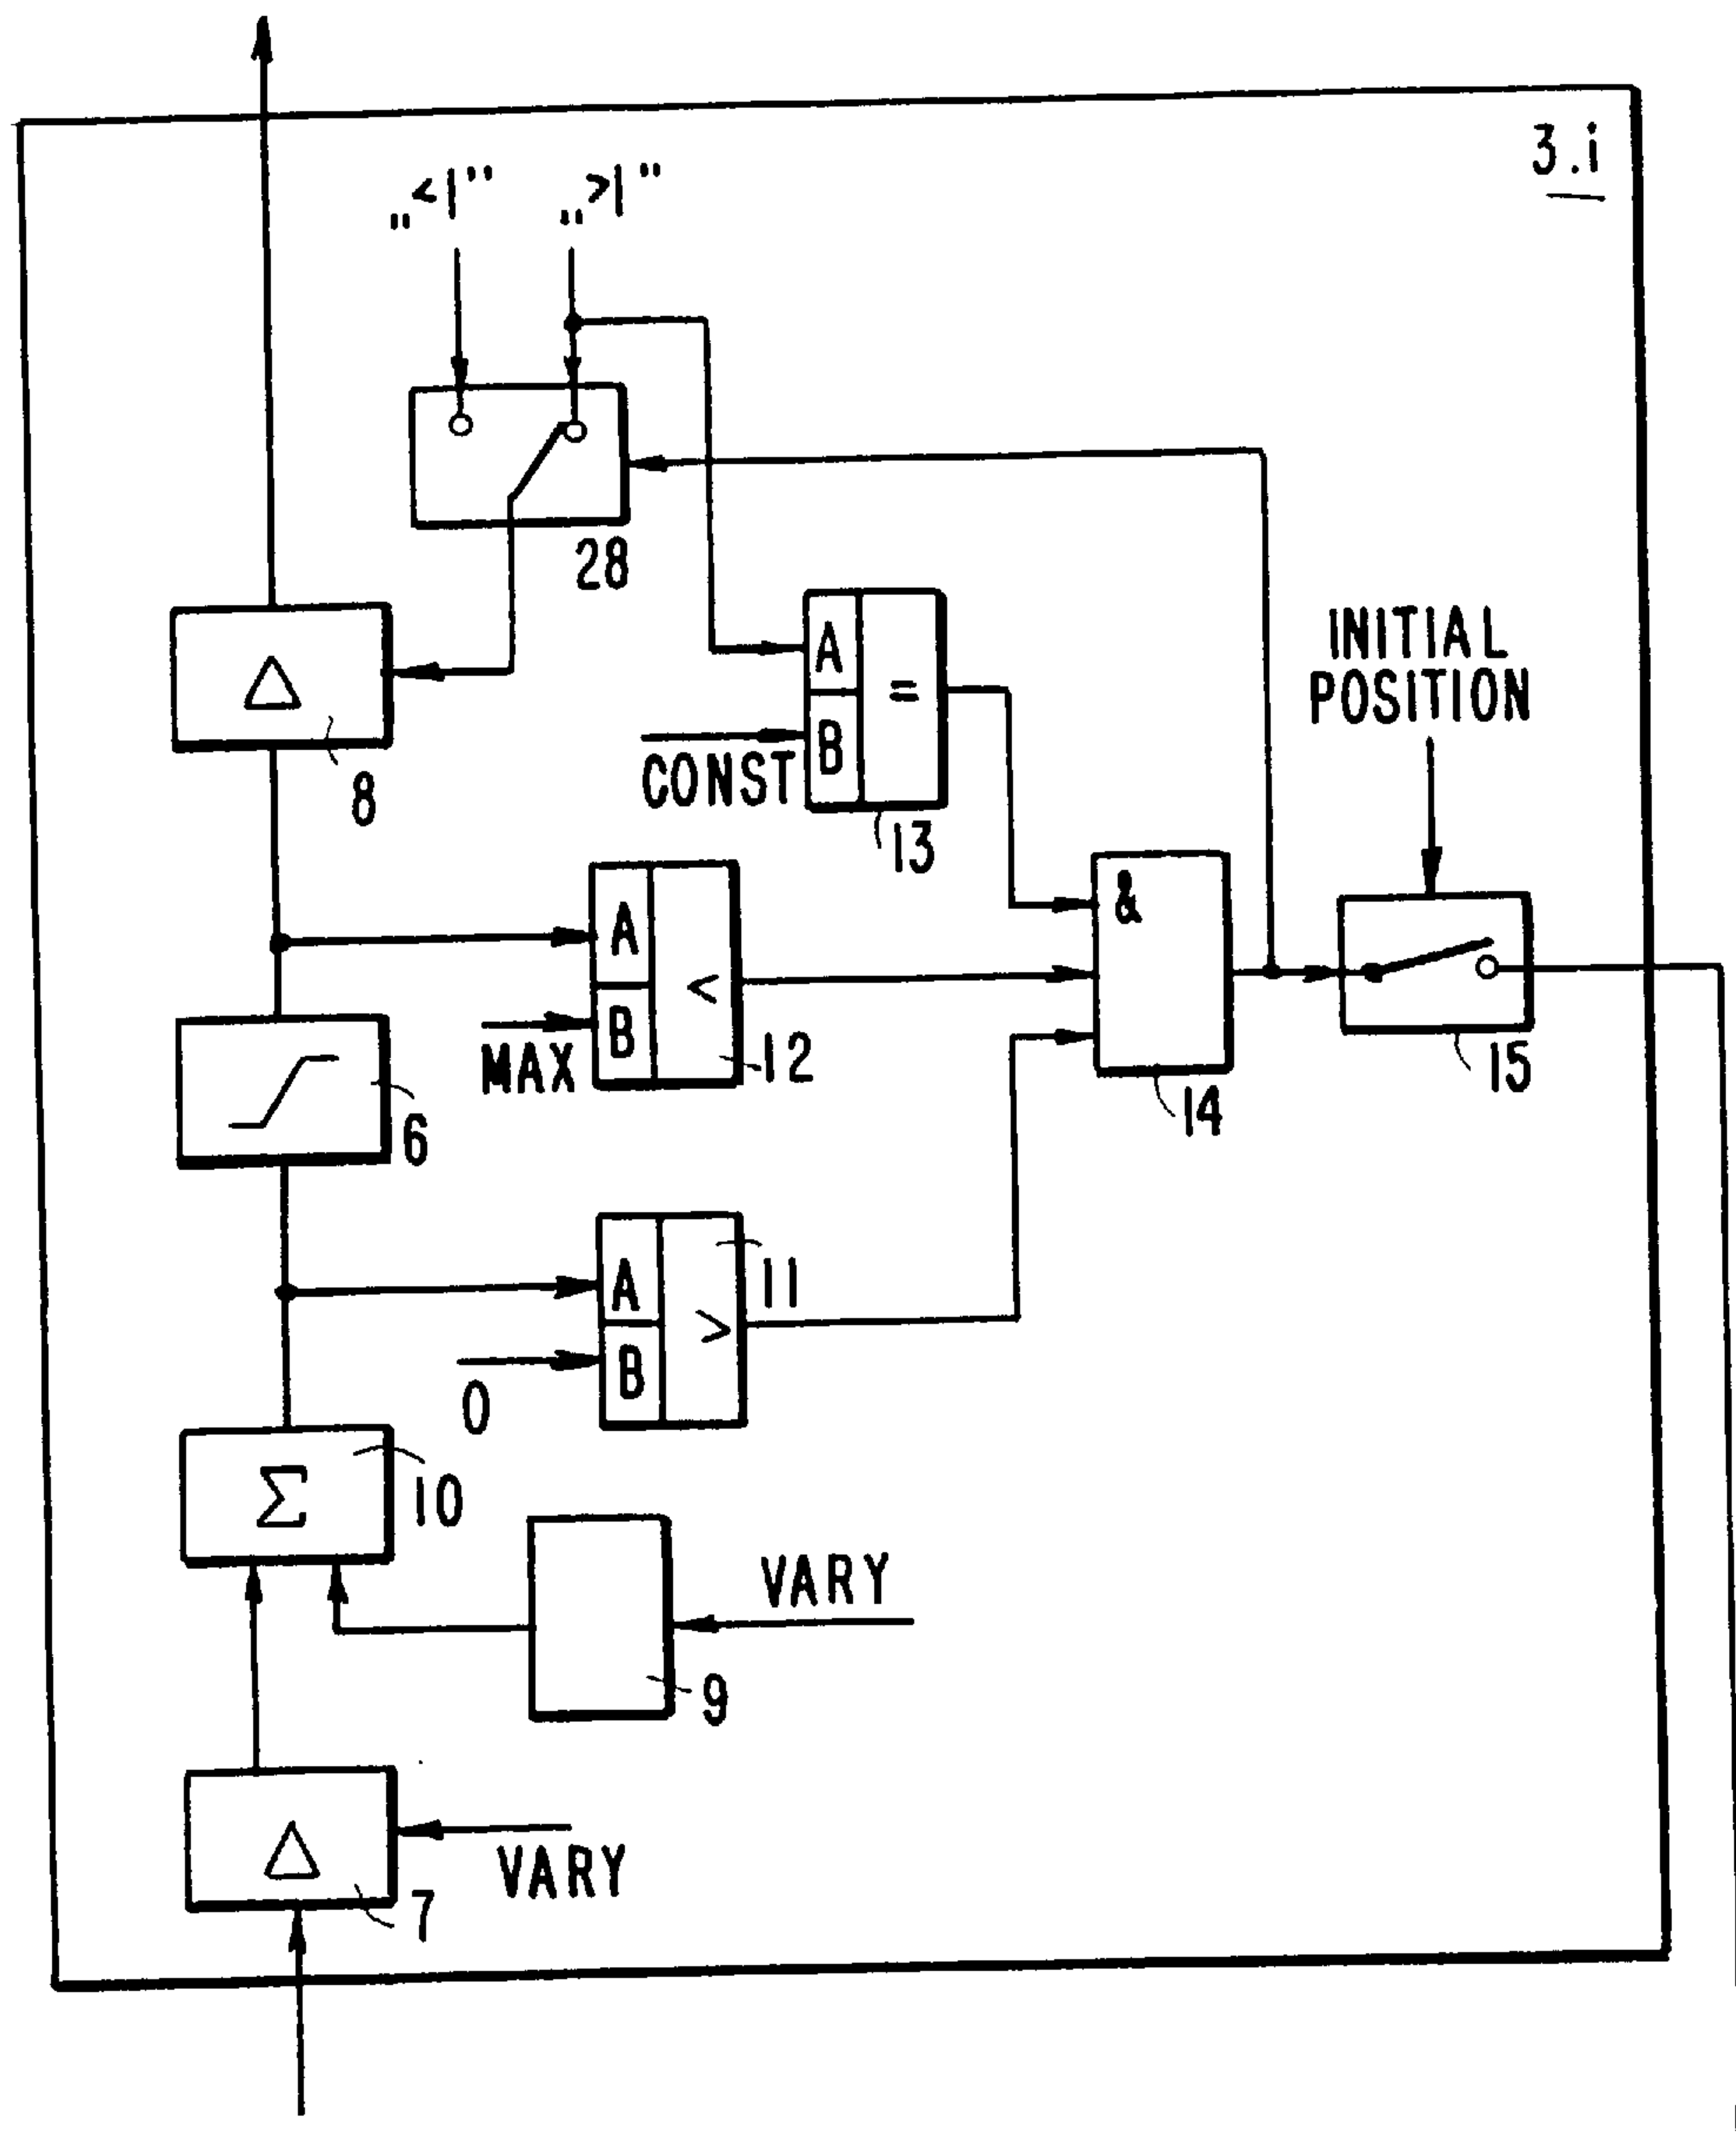 3.i
„<1” „>1”
28
A
=
B
CONST
13
INITIAL
POSITION
8
&
A
<
B
MAX
12
14
15
6
A
>
B
11
0
Σ
10
VARY
9
Δ
VARY
7
Δ